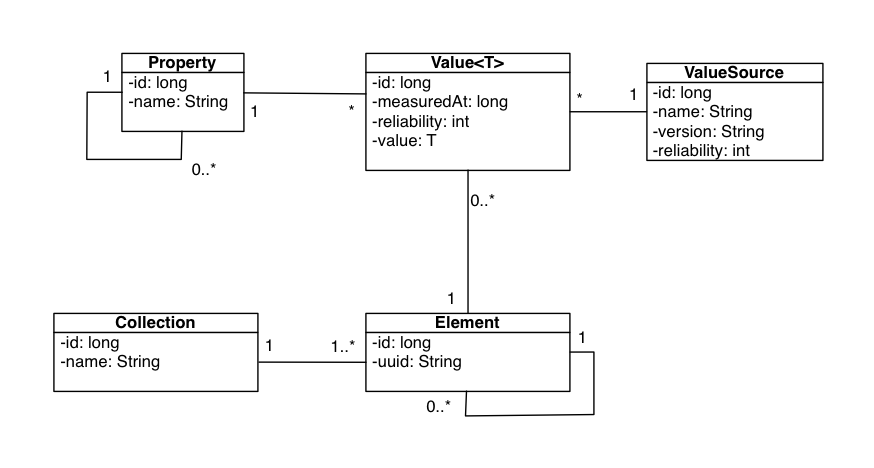 Property
-id: long
-name: String
1
0..*
1
*
Value<T>
-id: long
-measuredAt: long
-reliability: int
-value: T
*
1
ValueSource
-id: long
-name: String
-version: String
-reliability: int
0..*
1
Collection
-id: long
-name: String
1
1..*
Element
-id: long
-uuid: String
1
0..*